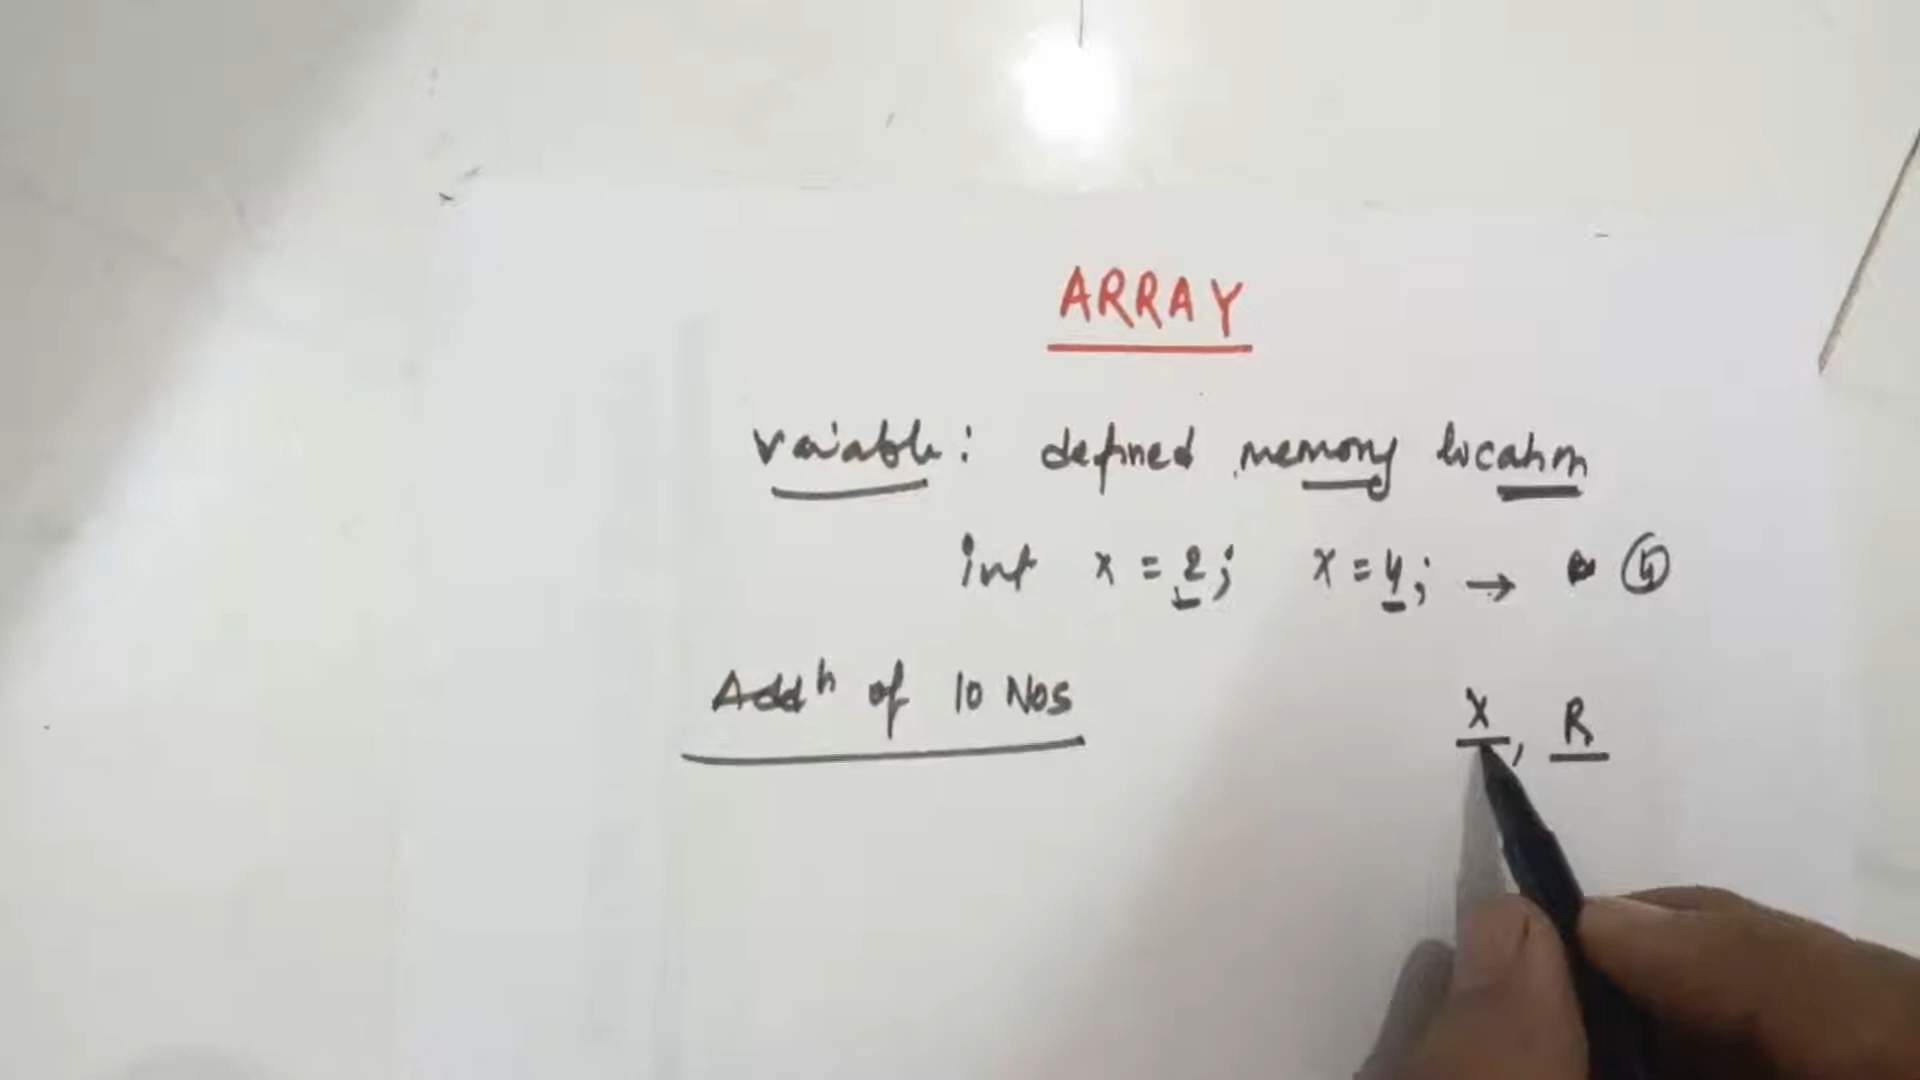 ARRAY
variable: defined memory location
int x = 2; x = 4; → 4
Addn of 10 Nos
X, R